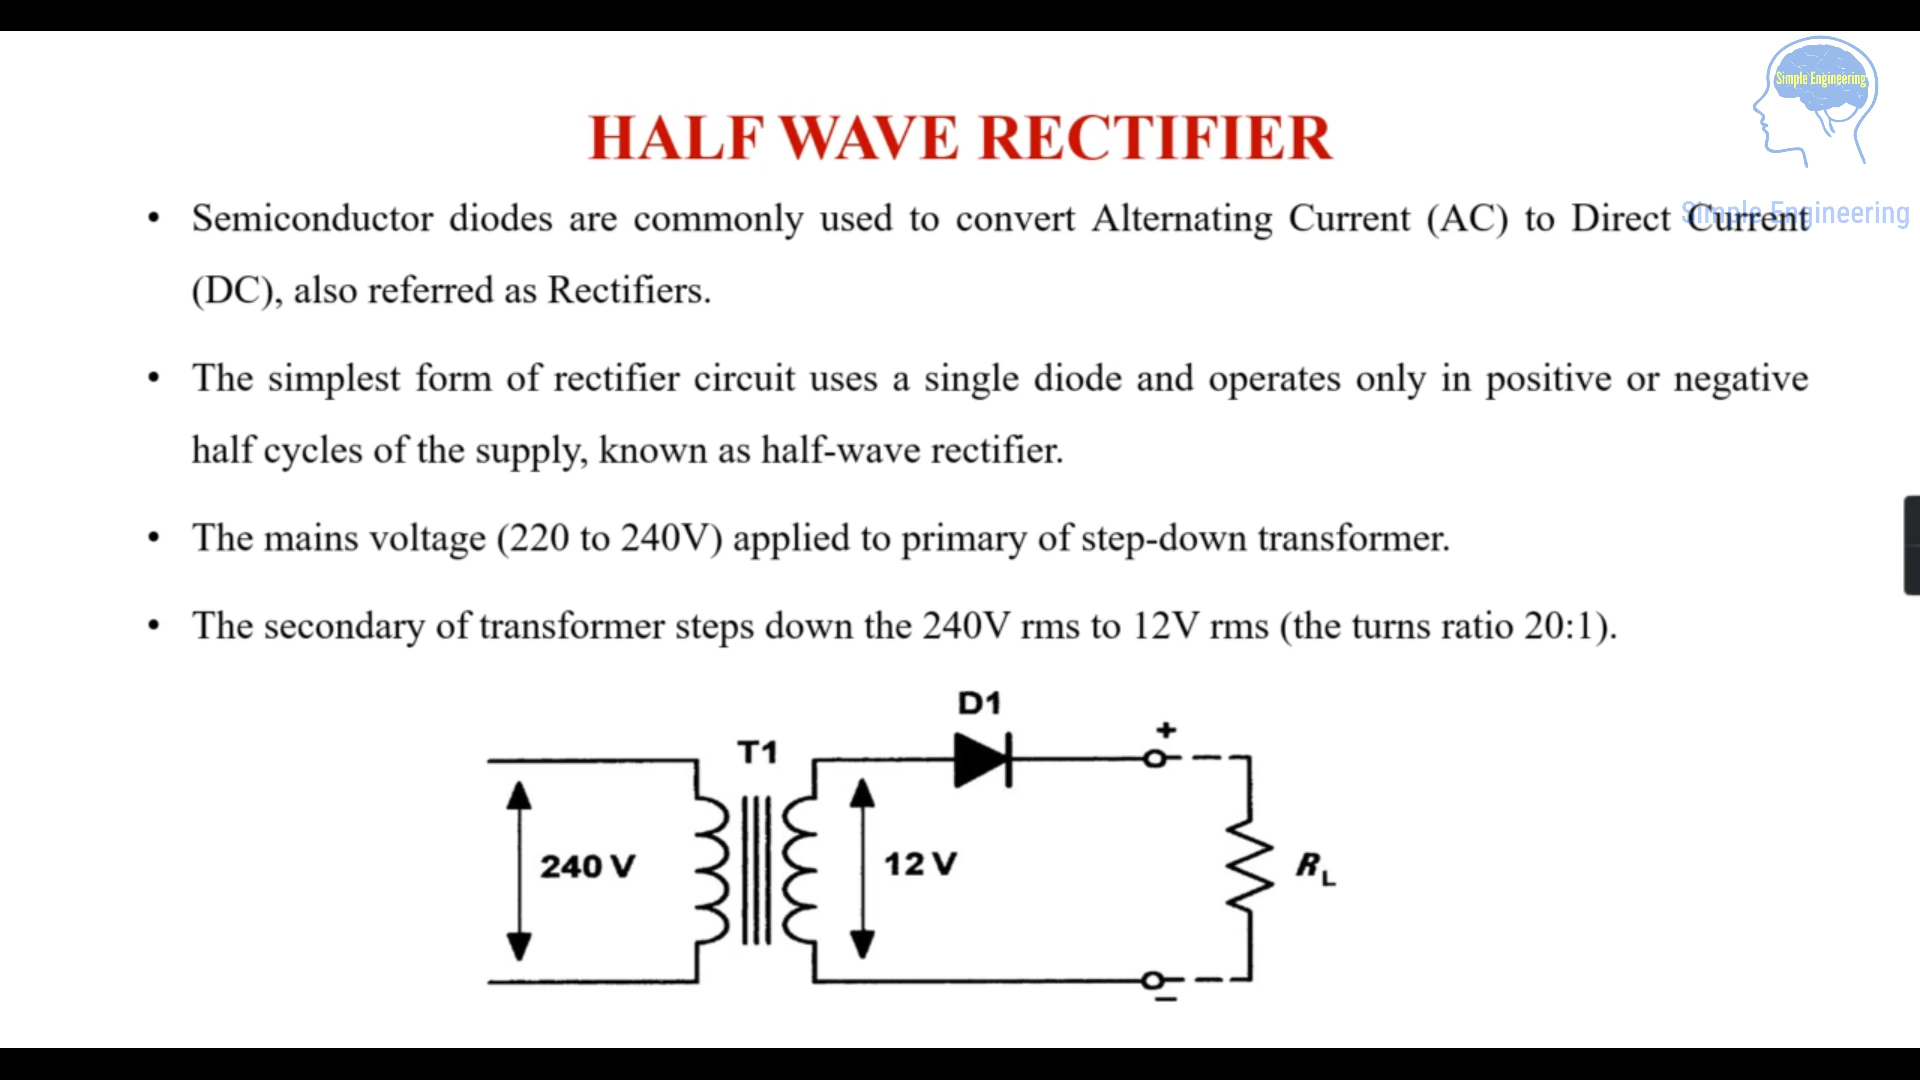 Simple Engineering
HALF WAVE RECTIFIER
• Semiconductor diodes are commonly used to convert Alternating Current (AC) to Direct Current
Simple Engineering
(DC), also referred as Rectifiers.
• The simplest form of rectifier circuit uses a single diode and operates only in positive or negative
half cycles of the supply, known as half-wave rectifier.
• The mains voltage (220 to 240V) applied to primary of step-down transformer.
• The secondary of transformer steps down the 240V rms to 12V rms (the turns ratio 20:1).
D1
+
T1
240 V
12 V
RL
−